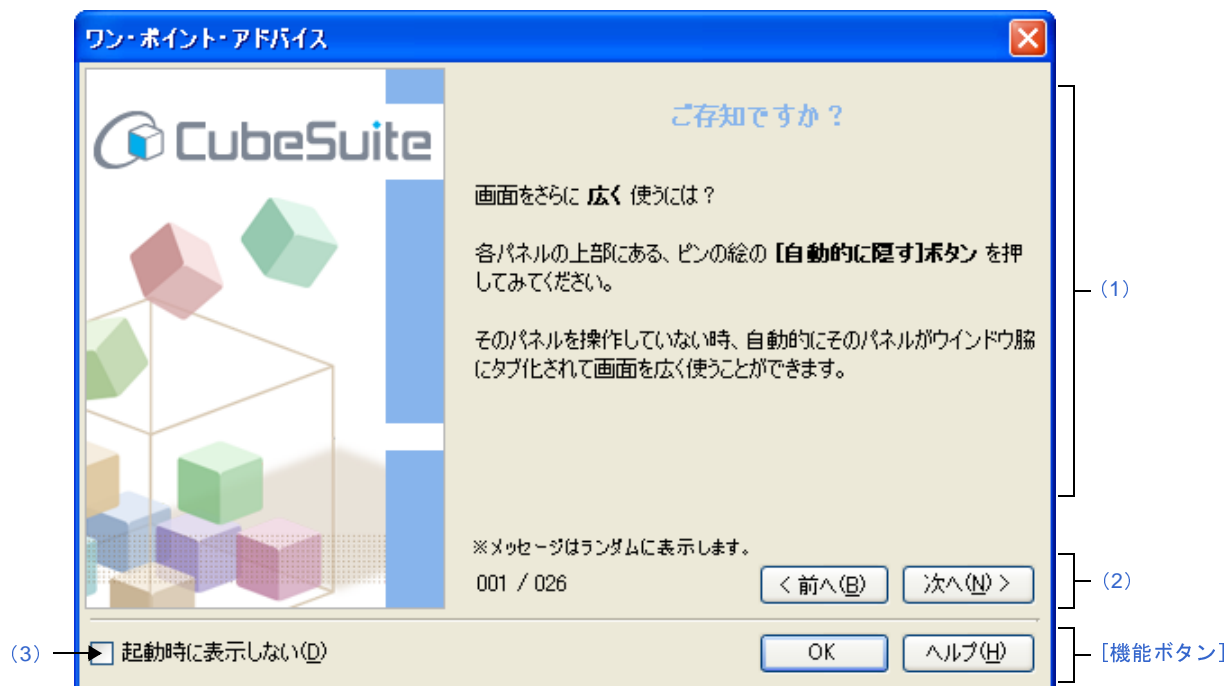 ワン・ポイント・アドバイス
CubeSuite
ご存知ですか？
画面をさらに 広く 使うには？
各パネルの上部にある、ピンの絵の [自動的に隠す]ボタン を押
してみてください。
そのパネルを操作していない時、自動的にそのパネルがウインドウ脇
にタブ化されて画面を広く使うことができます。
(1)
※メッセージはランダムに表示します。
001 / 026
< 前へ(B)
次へ(N) >
(2)
(3)
起動時に表示しない(D)
OK
ヘルプ(H)
[機能ボタン]